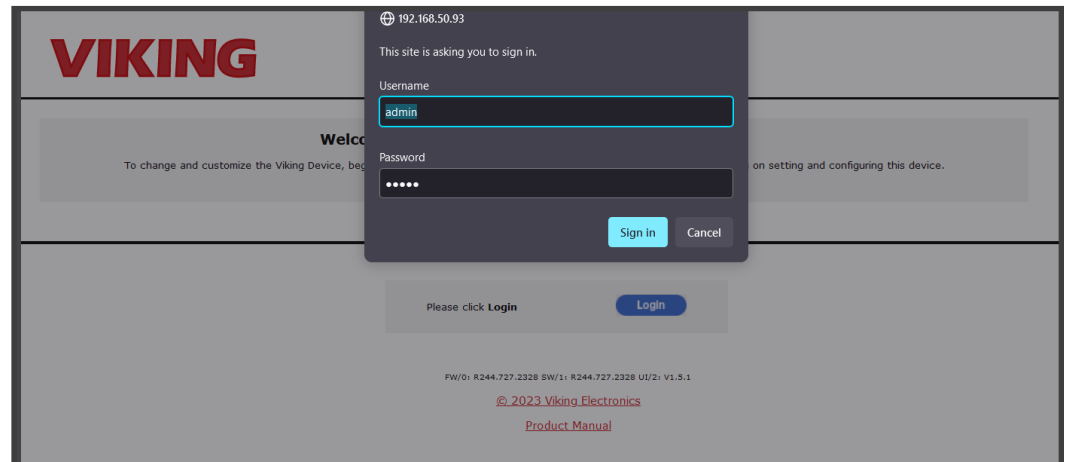 192.168.50.93
VIKING
This site is asking you to sign in.
Username
admin
Welco
Password
To change and customize the Viking Device, beg
on setting and configuring this device.
Sign in Cancel
Please click Login Login
FW/0: R244.727.2328 SW/1: R244.727.2328 UI/2: V1.5.1
© 2023 Viking Electronics
Product Manual